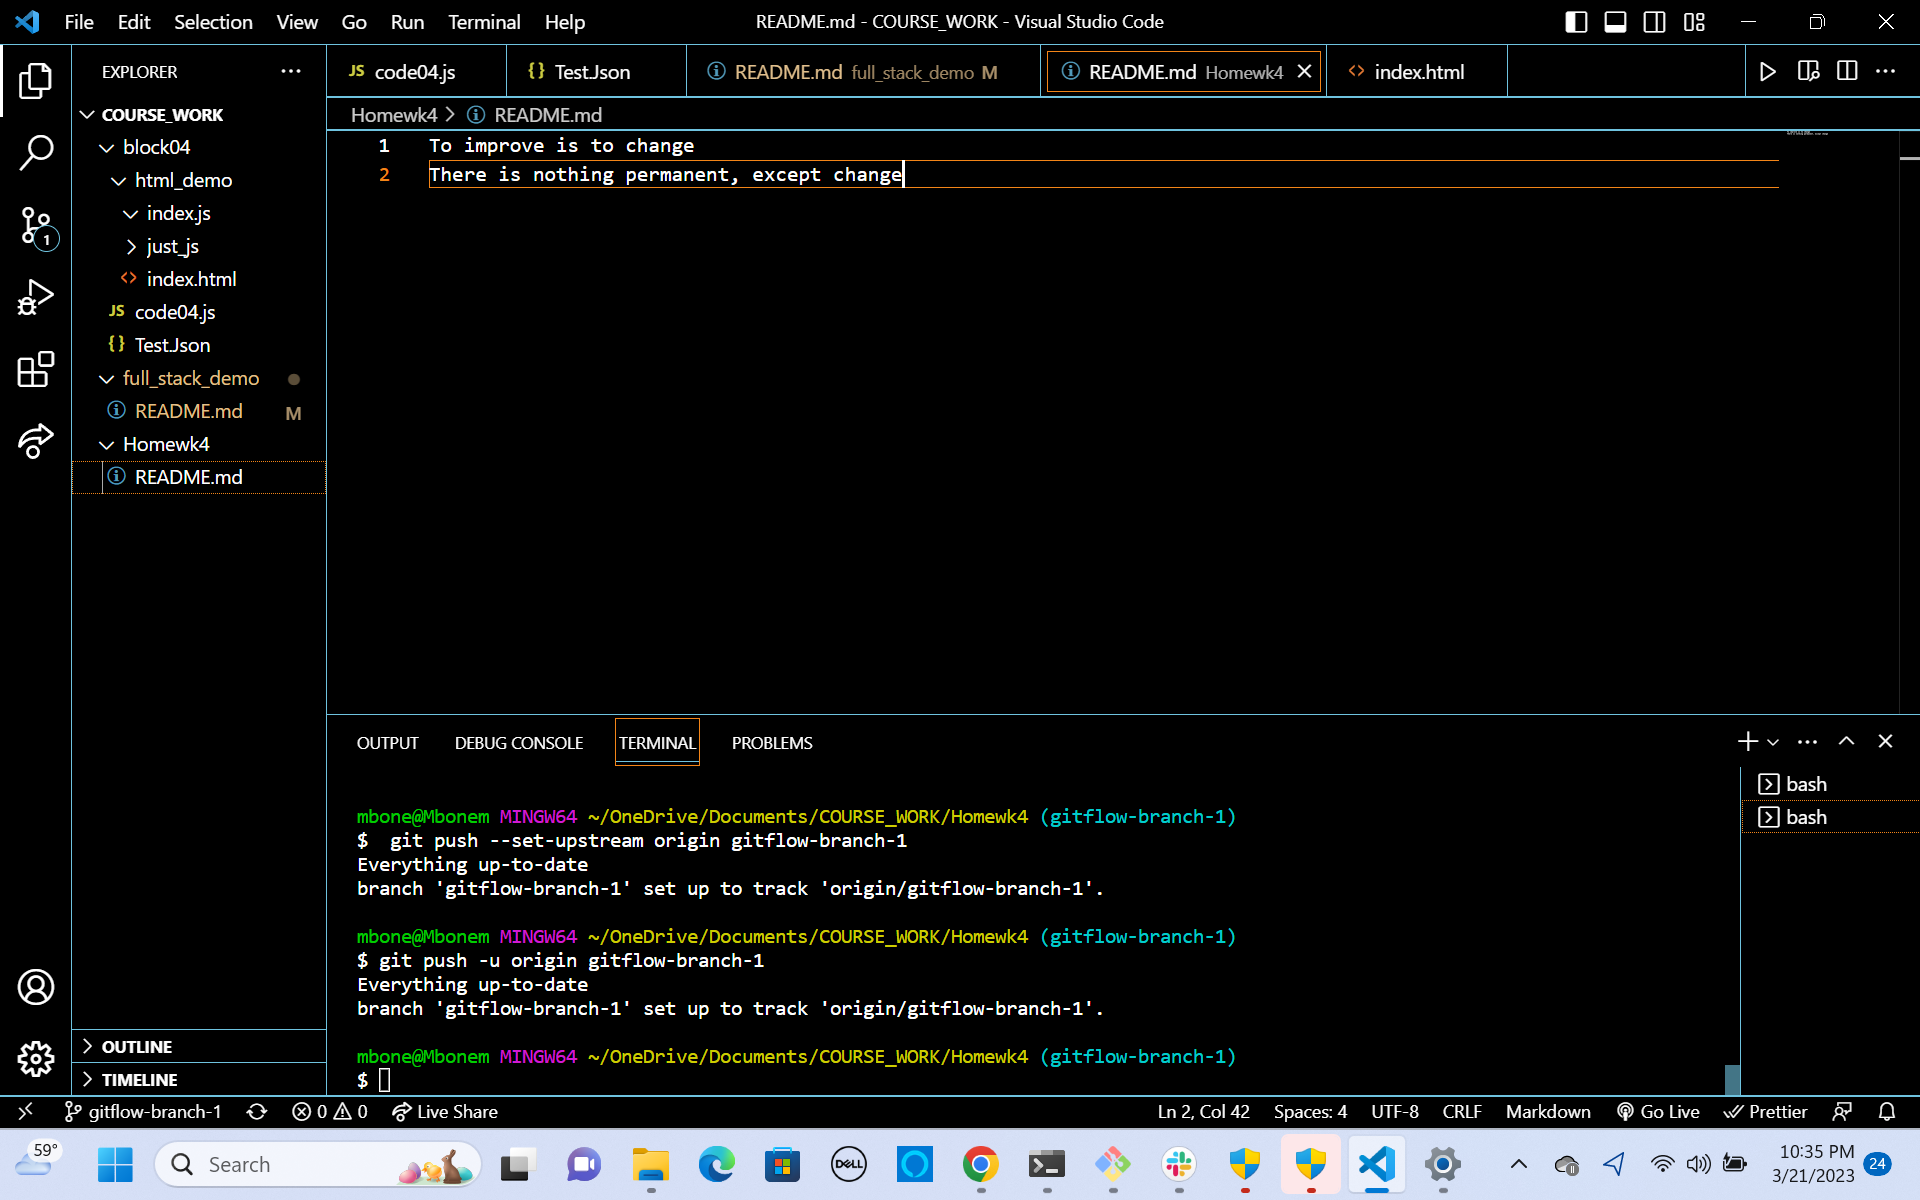 File Edit Selection View Go Run Terminal Help
README.md - COURSE_WORK - Visual Studio Code
EXPLORER
JS code04.js
{} Test.Json
README.md full_stack_demo M
README.md Homewk4
<> index.html
COURSE_WORK
block04
html_demo
index.js
just_js
<> index.html
JS code04.js
{} Test.Json
full_stack_demo
README.md M
Homewk4
README.md
1
OUTLINE
TIMELINE
Homewk4 > README.md
1 To improve is to change
2 There is nothing permanent, except change
OUTPUT DEBUG CONSOLE TERMINAL PROBLEMS
bash
bash
mbone@Mbonem MINGW64 ~/OneDrive/Documents/COURSE_WORK/Homewk4 (gitflow-branch-1)
$  git push --set-upstream origin gitflow-branch-1
Everything up-to-date
branch 'gitflow-branch-1' set up to track 'origin/gitflow-branch-1'.
mbone@Mbonem MINGW64 ~/OneDrive/Documents/COURSE_WORK/Homewk4 (gitflow-branch-1)
$ git push -u origin gitflow-branch-1
Everything up-to-date
branch 'gitflow-branch-1' set up to track 'origin/gitflow-branch-1'.
mbone@Mbonem MINGW64 ~/OneDrive/Documents/COURSE_WORK/Homewk4 (gitflow-branch-1)
$
gitflow-branch-1 0 0 Live Share Ln 2, Col 42 Spaces: 4 UTF-8 CRLF Markdown Go Live Prettier
59° Search DELL
10:35 PM
3/21/2023 24